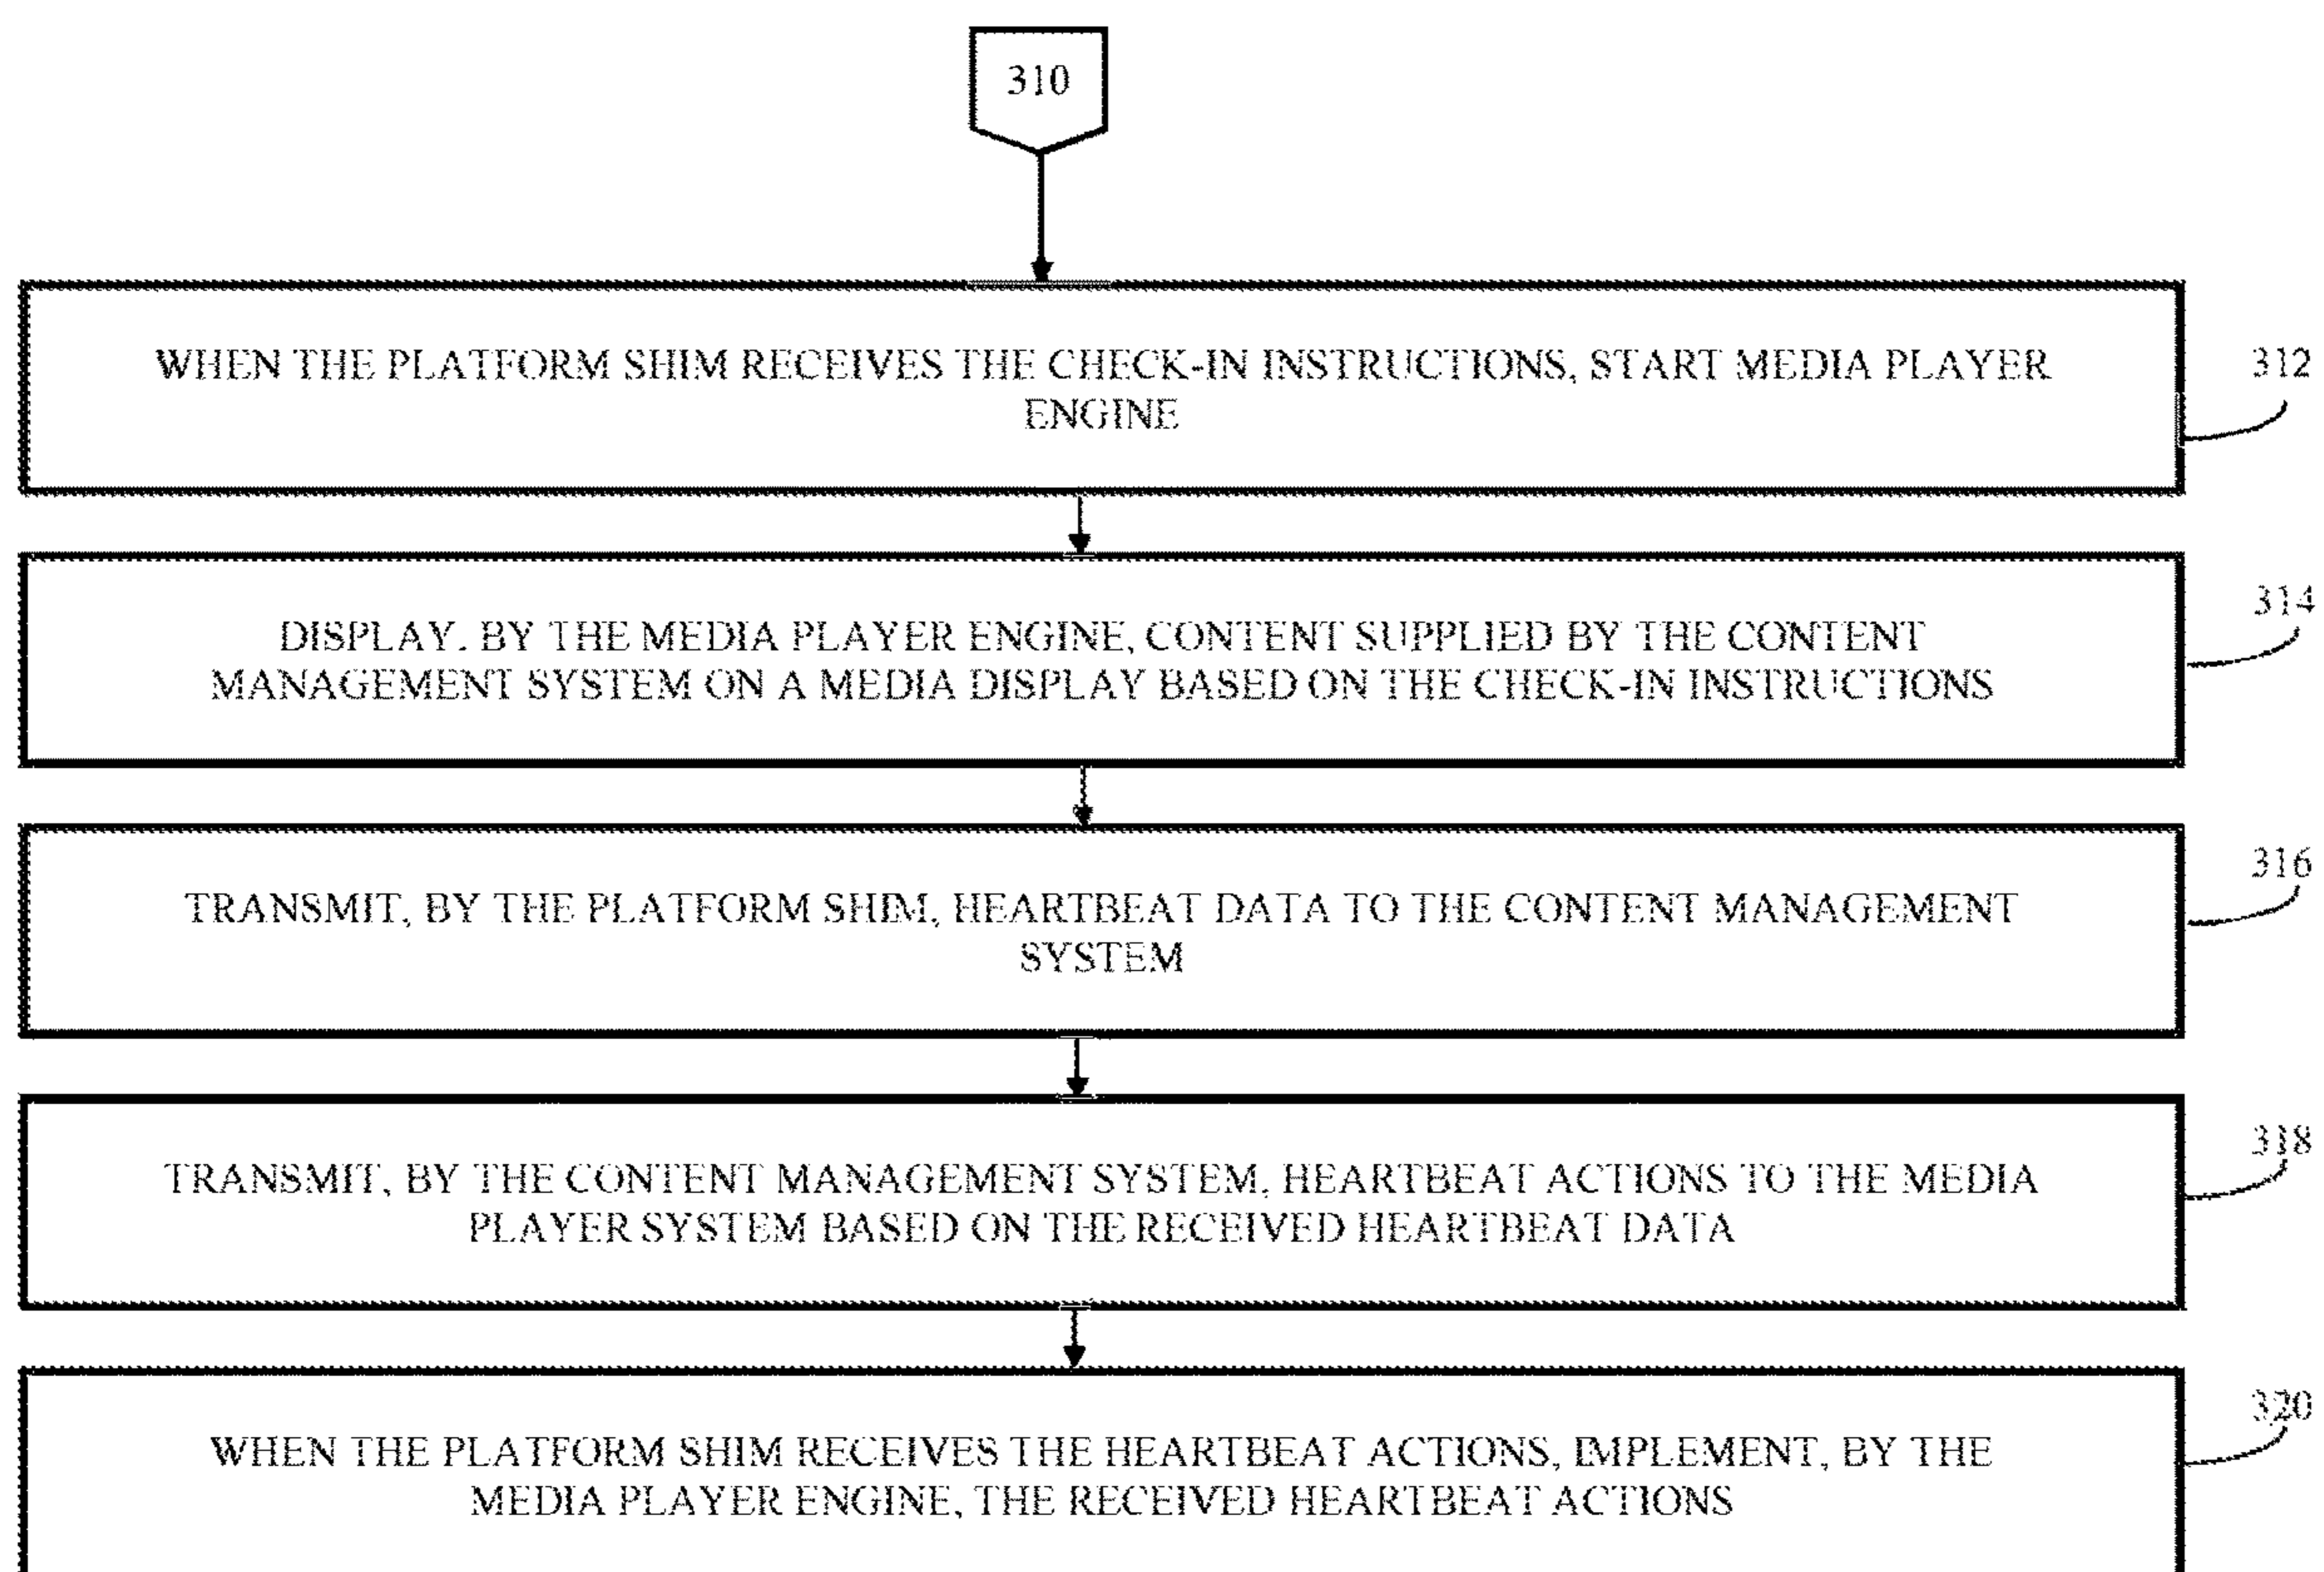 310
WHEN THE PLATFORM SHIM RECEIVES THE CHECK-IN INSTRUCTIONS, START MEDIA PLAYER
ENGINE
312
DISPLAY, BY THE MEDIA PLAYER ENGINE, CONTENT SUPPLIED BY THE CONTENT
MANAGEMENT SYSTEM ON A MEDIA DISPLAY BASED ON THE CHECK-IN INSTRUCTIONS
314
TRANSMIT, BY THE PLATFORM SHIM, HEARTBEAT DATA TO THE CONTENT MANAGEMENT
SYSTEM
316
TRANSMIT, BY THE CONTENT MANAGEMENT SYSTEM, HEARTBEAT ACTIONS TO THE MEDIA
PLAYER SYSTEM BASED ON THE RECEIVED HEARTBEAT DATA
318
WHEN THE PLATFORM SHIM RECEIVES THE HEARTBEAT ACTIONS, IMPLEMENT, BY THE
MEDIA PLAYER ENGINE, THE RECEIVED HEARTBEAT ACTIONS
320